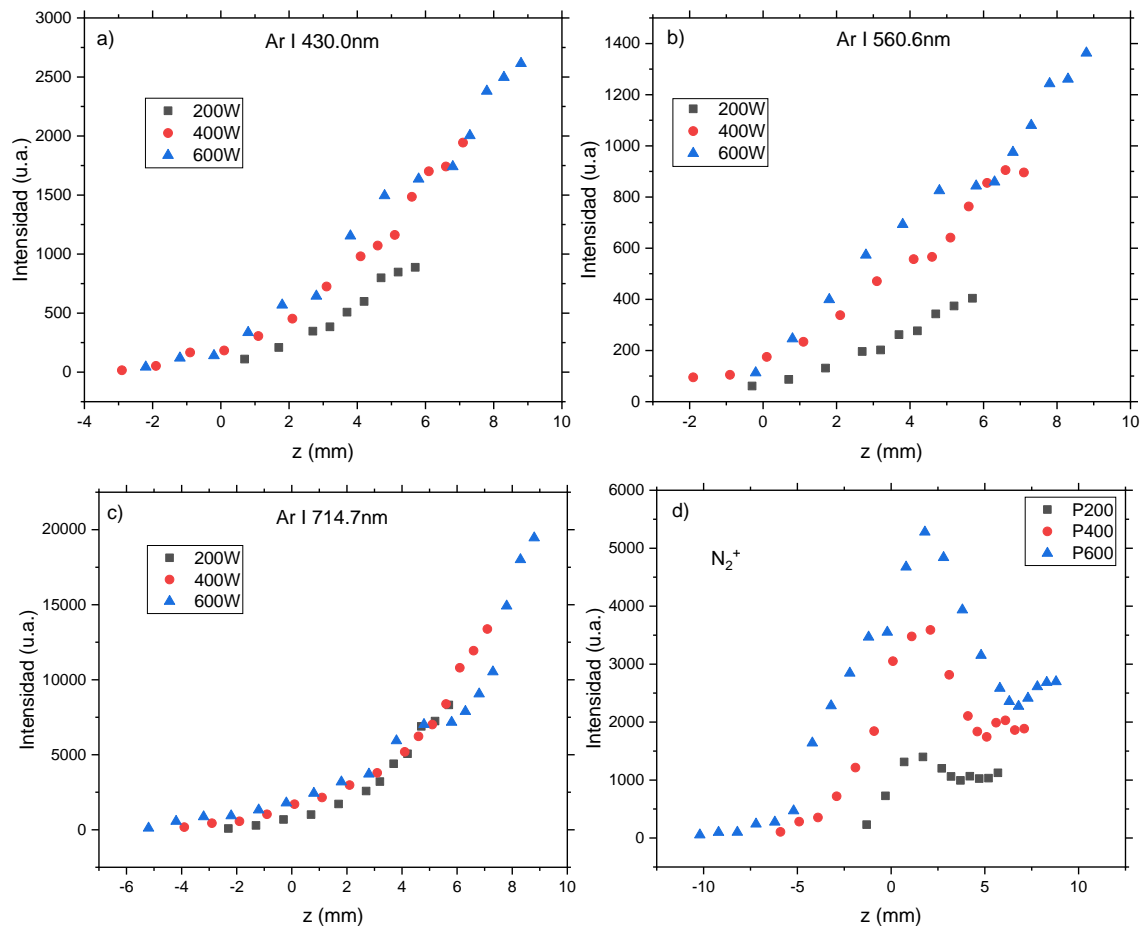 a)
Ar I 430.0nm
200W
400W
600W
3000
2500
2000
1500
1000
500
0
Intensidad (u.a.)
-4 -2 0 2 4 6 8 10
z (mm)
b)
Ar I 560.6nm
200W
400W
600W
1400
1200
1000
800
600
400
200
0
Intensidad (u.a)
-2 0 2 4 6 8 10
z (mm)
c)
Ar I 714.7nm
200W
400W
600W
20000
15000
10000
5000
0
Intensidad (u.a.)
-6 -4 -2 0 2 4 6 8 10
z (mm)
d)
N₂⁺
P200
P400
P600
6000
5000
4000
3000
2000
1000
0
Intensidad (u.a.)
-10 -5 0 5 10
z (mm)